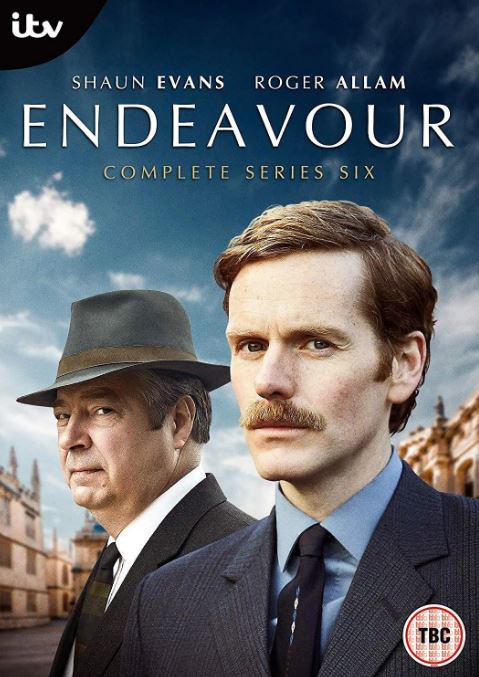 itv
SHAUN EVANS ROGER ALLAM
ENDEAVOUR
COMPLETE SERIES SIX
TBC